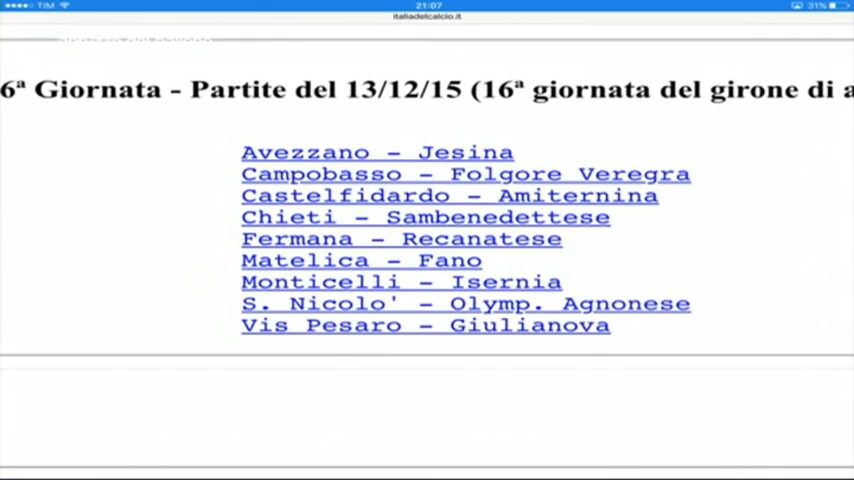 TIM 21:07 31%
italiadelcalcio.it
6ª Giornata - Partite del 13/12/15 (16ª giornata del girone di a
Avezzano - Jesina
Campobasso - Folgore Veregra
Castelfidardo - Amiternina
Chieti - Sambenedettese
Fermana - Recanatese
Matelica - Fano
Monticelli - Isernia
S. Nicolo' - Olymp. Agnonese
Vis Pesaro - Giulianova